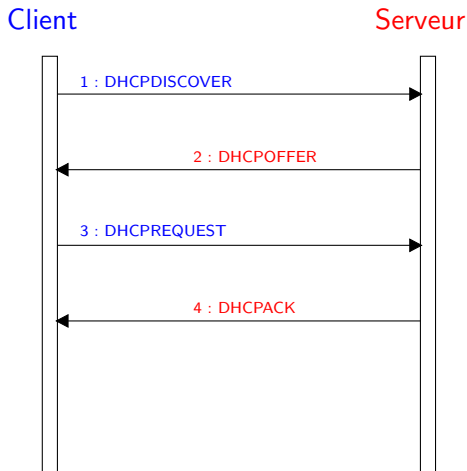 Client
Serveur
1 : DHCPDISCOVER
2 : DHCPOFFER
3 : DHCPREQUEST
4 : DHCPACK